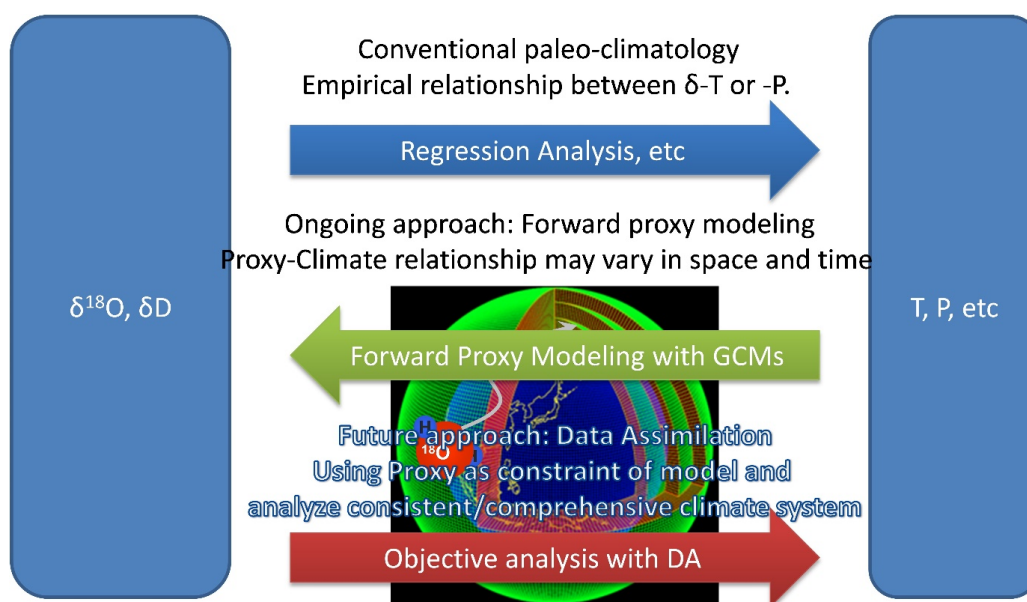 Conventional paleo-climatology
Empirical relationship between δ-T or -P.
Regression Analysis, etc
Ongoing approach: Forward proxy modeling
Proxy-Climate relationship may vary in space and time
δ¹⁸O, δD
T, P, etc
Forward Proxy Modeling with GCMs
H
¹⁸O
H
Future approach: Data Assimilation
Using Proxy as constraint of model and
analyze consistent/comprehensive climate system
Objective analysis with DA